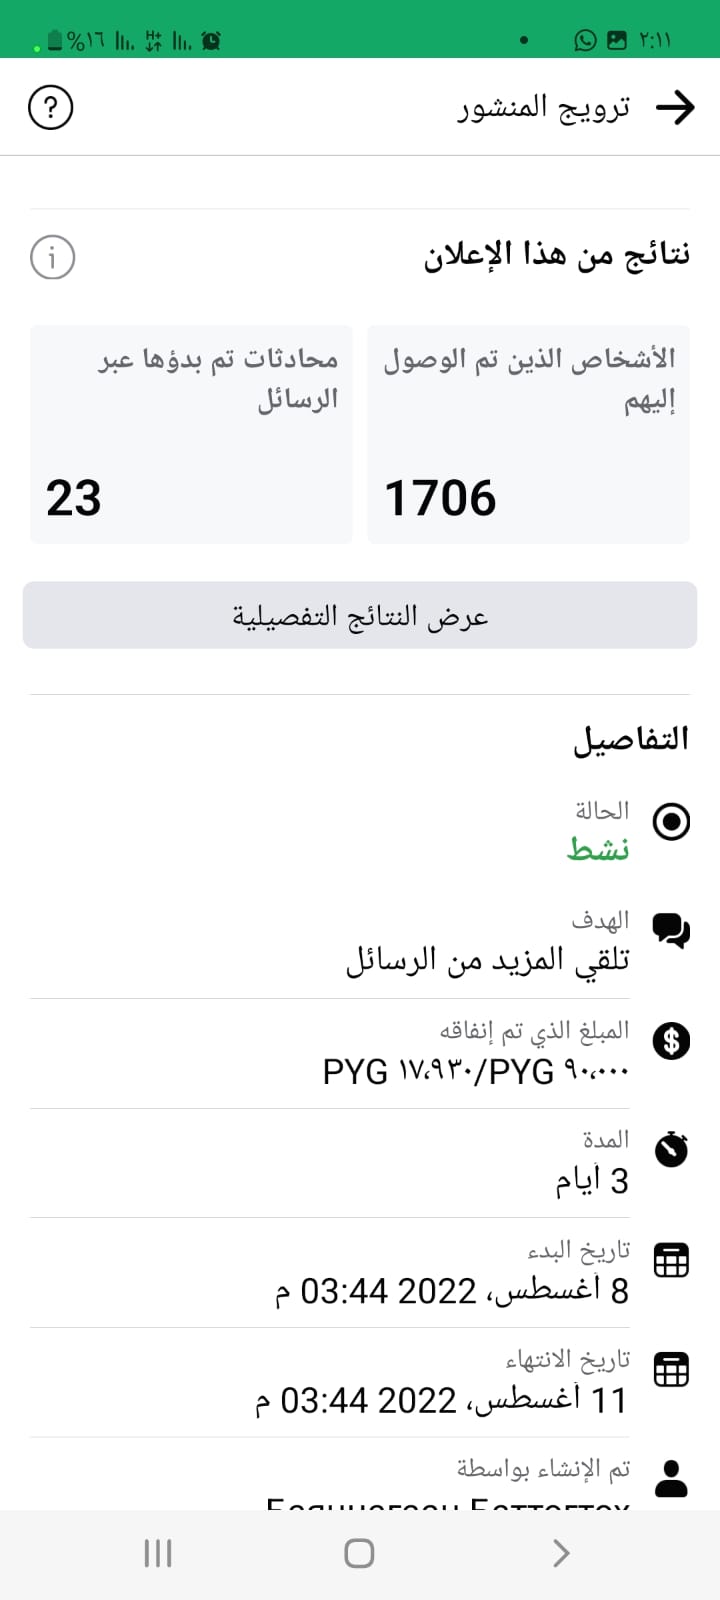 ٢:١١
%١٦
ترويج المنشور
نتائج من هذا الإعلان
الأشخاص الذين تم الوصول
إليهم
1706
محادثات تم بدؤها عبر
الرسائل
23
عرض النتائج التفصيلية
التفاصيل
الحالة
نشط
الهدف
تلقي المزيد من الرسائل
المبلغ الذي تم إنفاقه
PYG ١٧،٩٣٠/PYG ٩٠،٠٠٠
المدة
3 أيام
تاريخ البدء
8 أغسطس، 2022 03:44 م
تاريخ الانتهاء
11 أغسطس، 2022 03:44 م
تم الإنشاء بواسطة